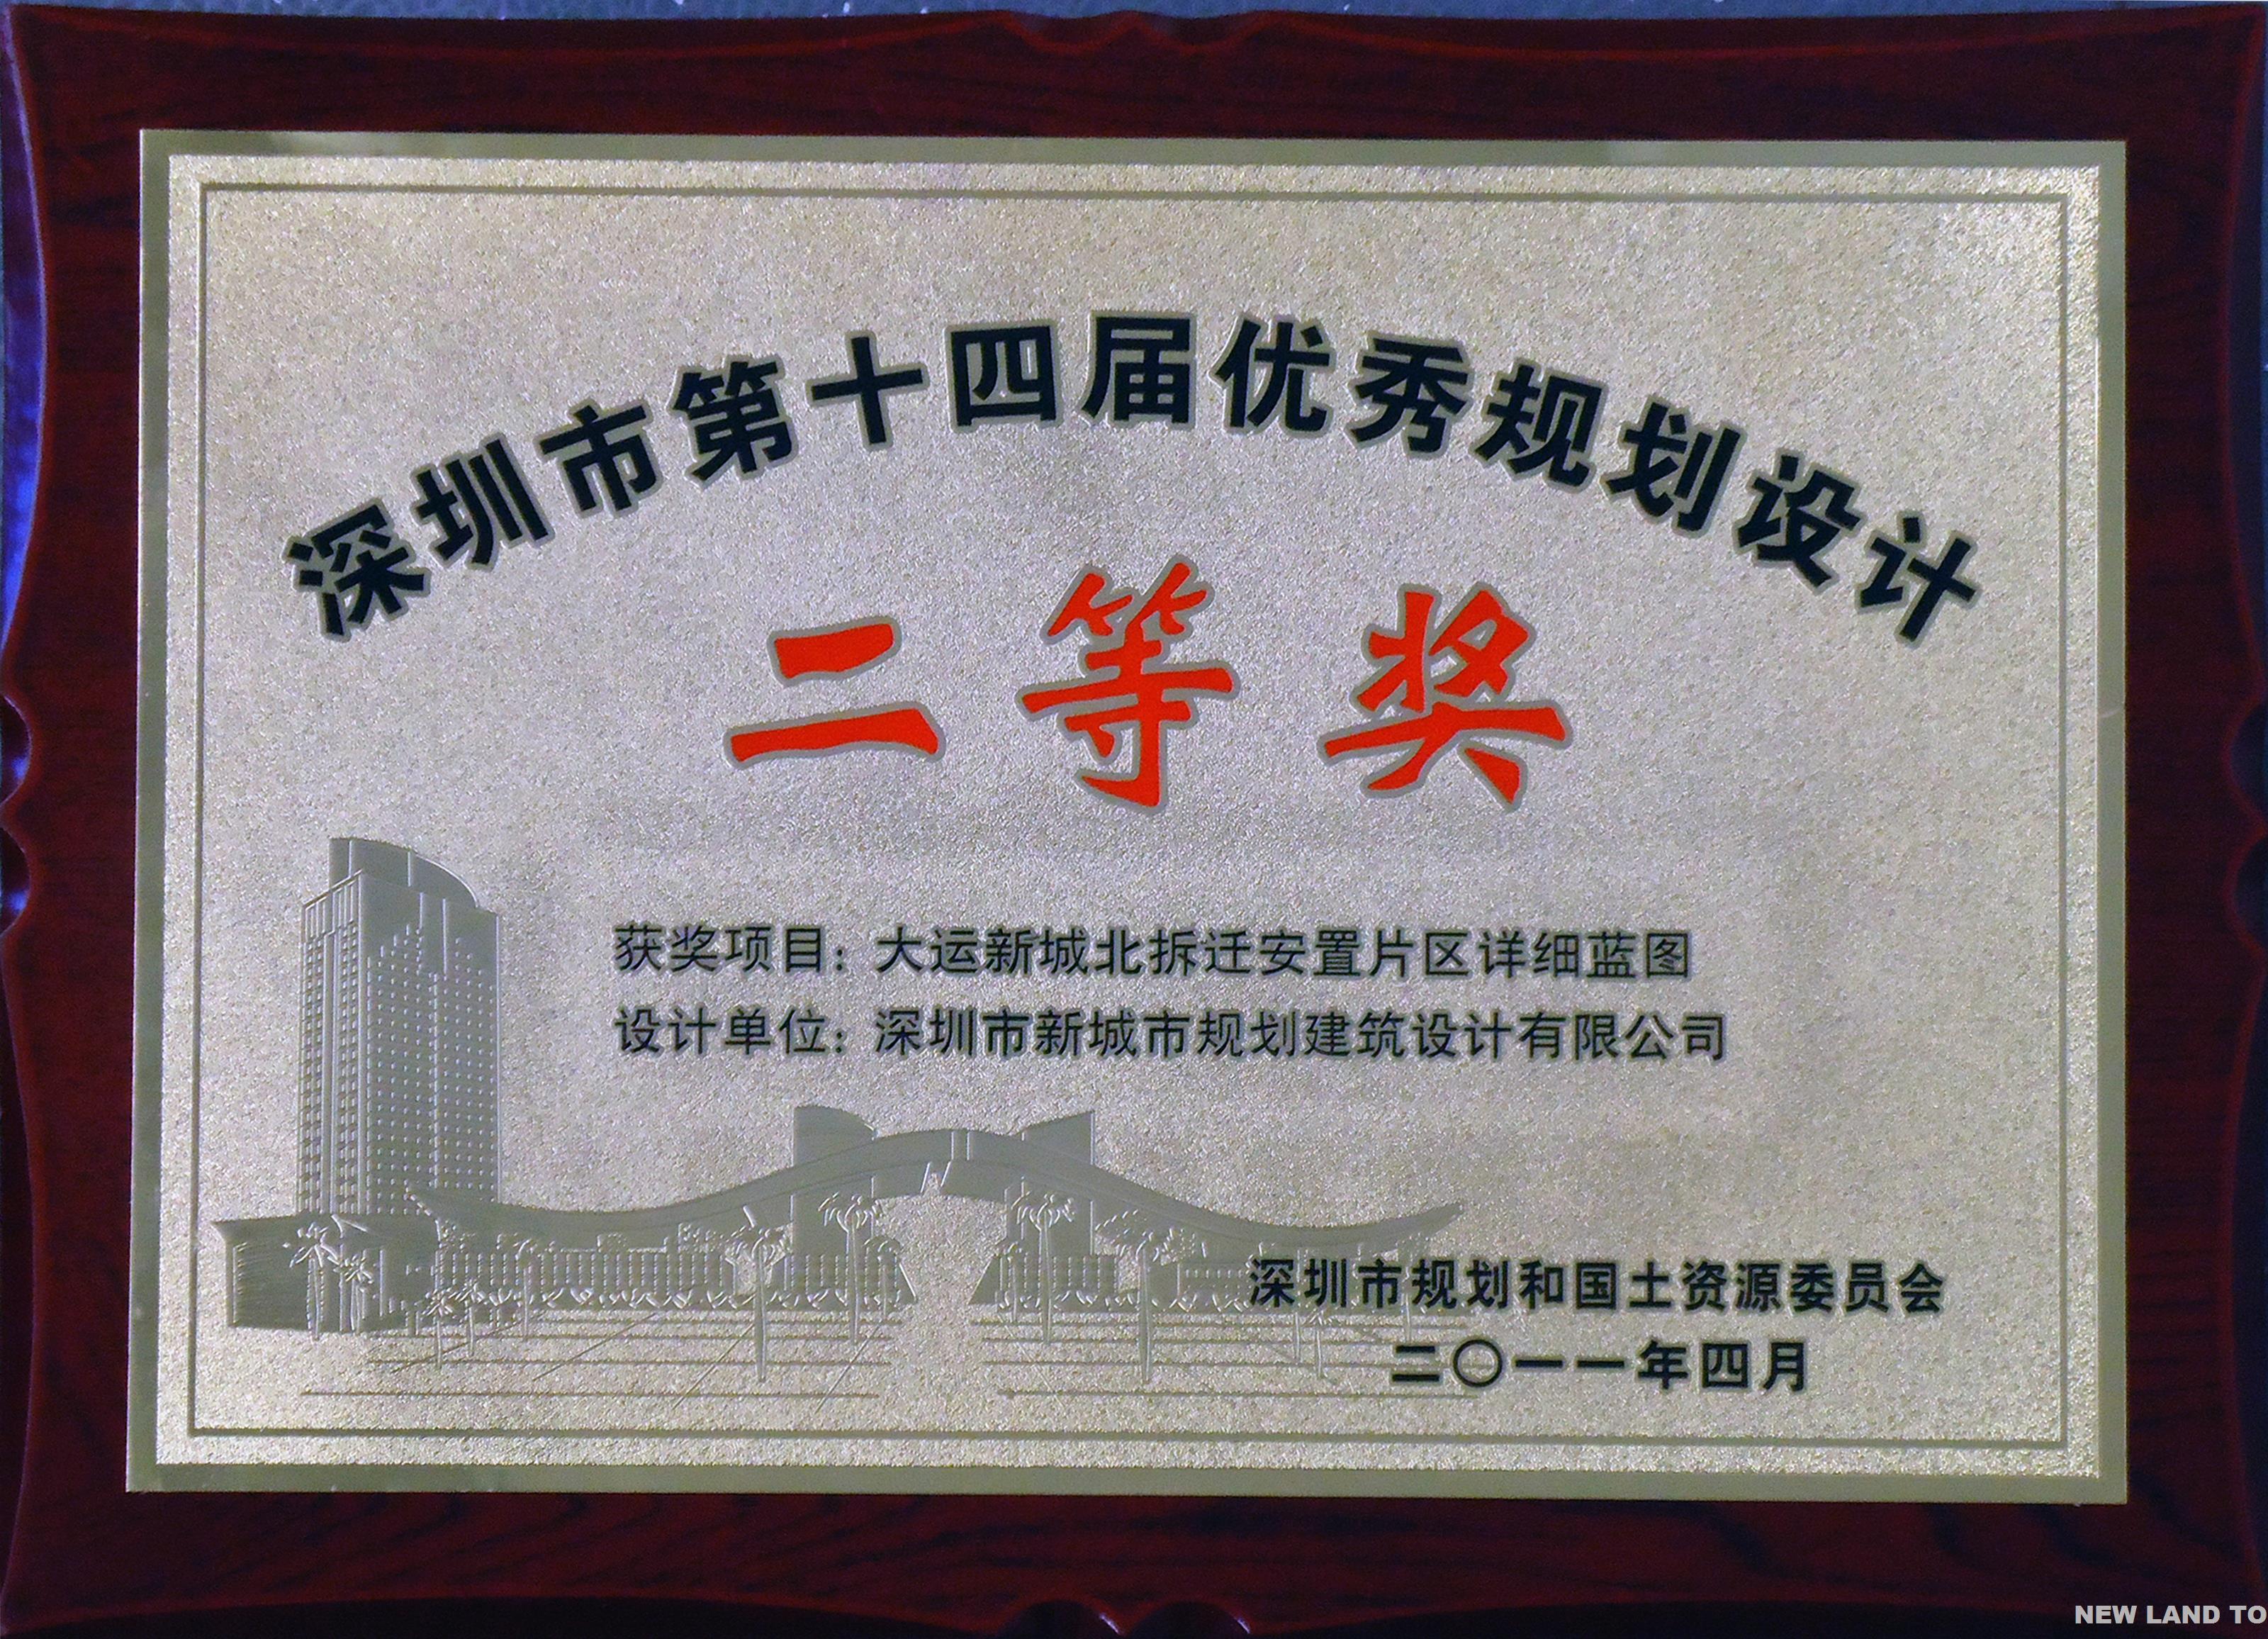 深圳市第十四届优秀规划设计
二等奖
获奖项目：大运新城北拆迁安置片区详细蓝图
设计单位：深圳市新城市规划建筑设计有限公司
深圳市规划和国土资源委员会
二〇一一年四月
NEW LAND TO